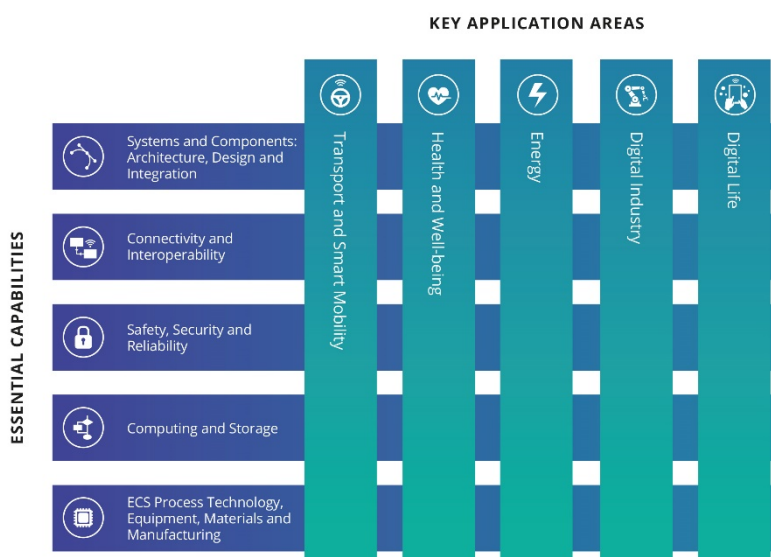 KEY APPLICATION AREAS
Transport and Smart Mobility
Health and Well-being
Energy
Digital Industry
Digital Life
ESSENTIAL CAPABILITIES
Systems and Components:
Architecture, Design and
Integration
Connectivity and
Interoperability
Safety, Security and
Reliability
Computing and Storage
ECS Process Technology,
Equipment, Materials and
Manufacturing